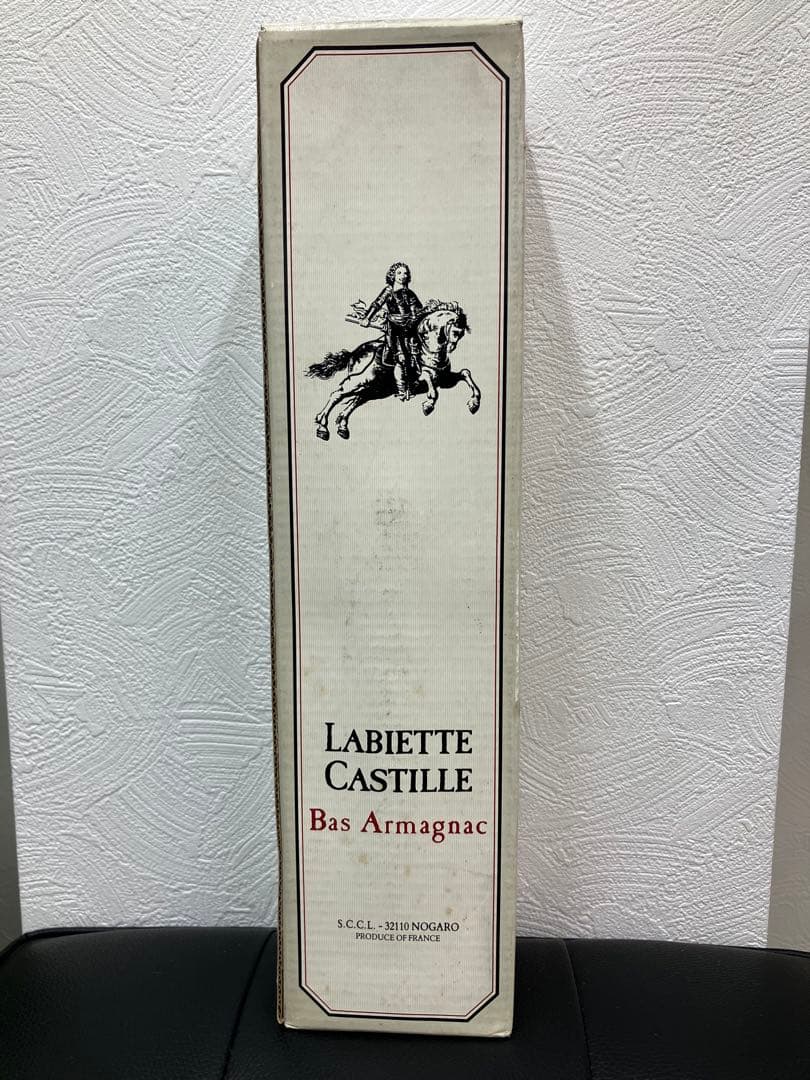 LABIETTE
CASTILLE
Bas Armagnac
S.C.C.L. - 32110 NOGARO
PRODUCE OF FRANCE